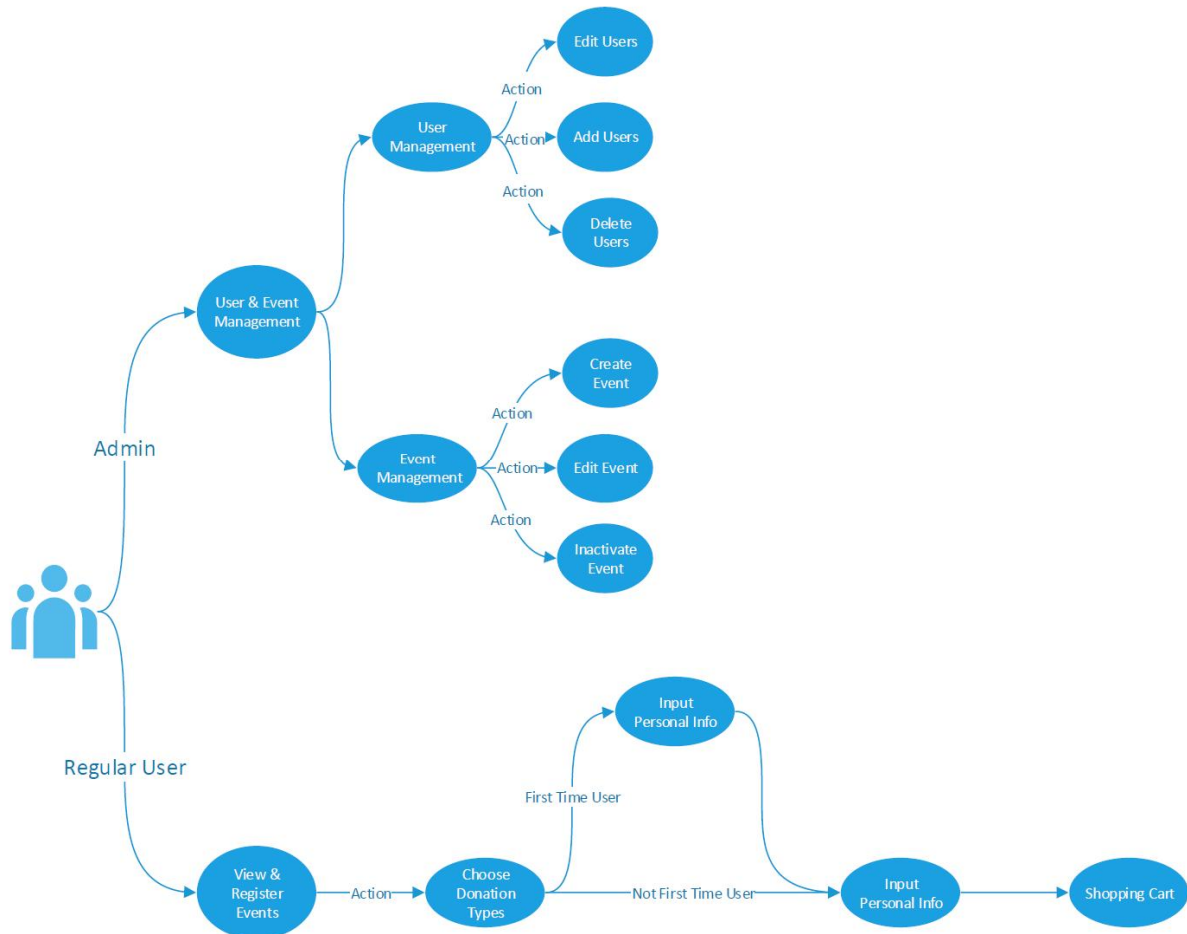 Edit Users
Action
User
Management
Action
Add Users
Action
Delete
Users
User & Event
Management
Create
Event
Action
Admin
Event
Management
Action
Edit Event
Action
Inactivate
Event
Input
Personal Info
Regular User
First Time User
View &
Register
Events
Action
Choose
Donation
Types
Not First Time User
Input
Personal Info
Shopping Cart